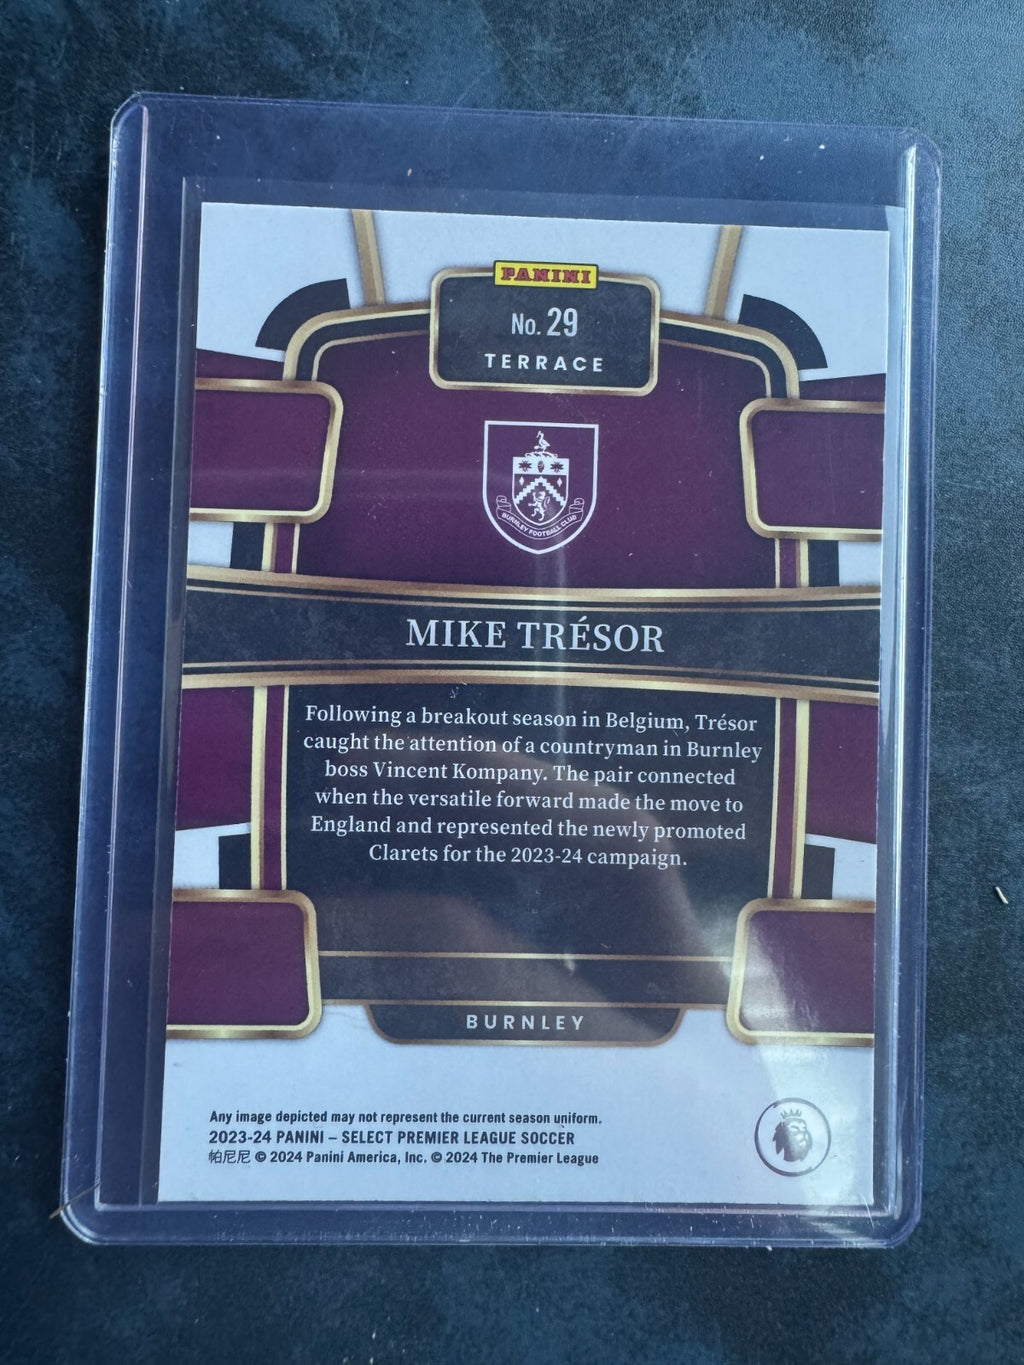 PANINI
No. 29
TERRACE
BURNLEY FOOTBALL CLUB
MIKE TRÉSOR
Following a breakout season in Belgium, Trésor
caught the attention of a countryman in Burnley
boss Vincent Kompany. The pair connected
when the versatile forward made the move to
England and represented the newly promoted
Clarets for the 2023-24 campaign.
BURNLEY
Any image depicted may not represent the current season uniform.
2023-24 PANINI – SELECT PREMIER LEAGUE SOCCER
帕尼尼 © 2024 Panini America, Inc. © 2024 The Premier League